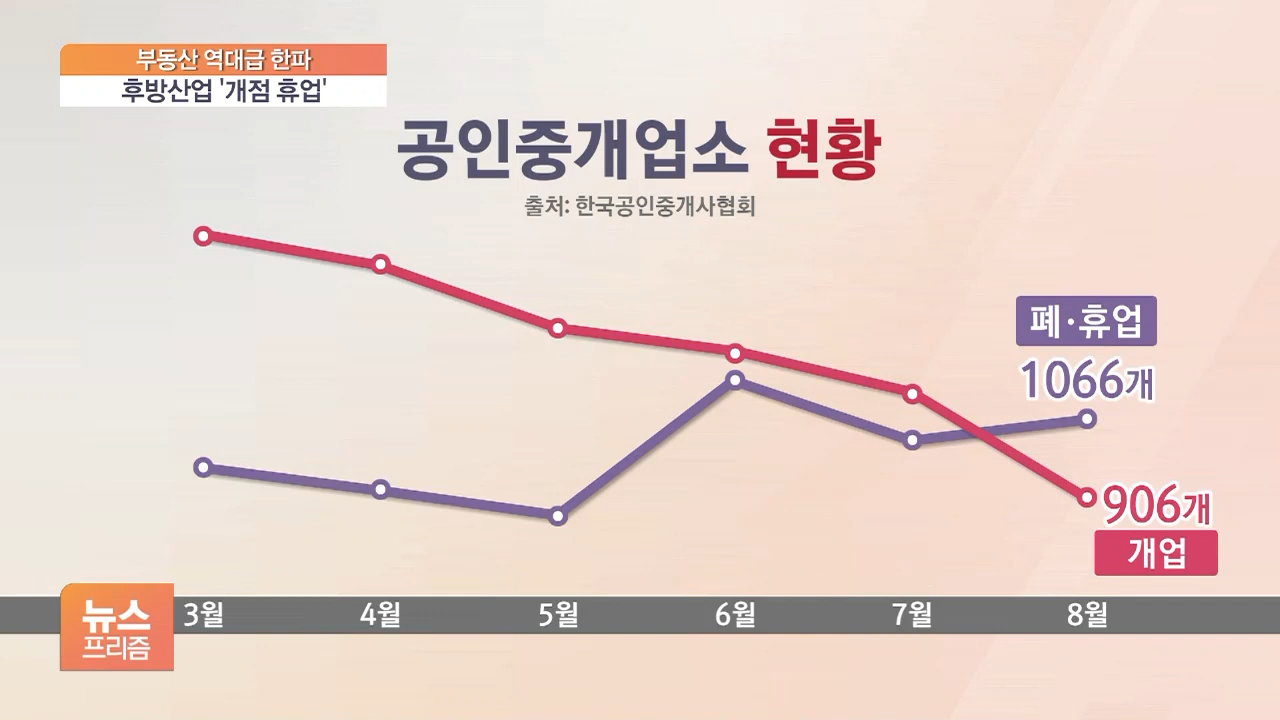 부동산 역대급 한파
후방산업 '개점 휴업'
공인중개업소 현황
출처: 한국공인중개사협회
폐·휴업
1066개
906개
개업
3월 4월 5월 6월 7월 8월
뉴스
프리즘